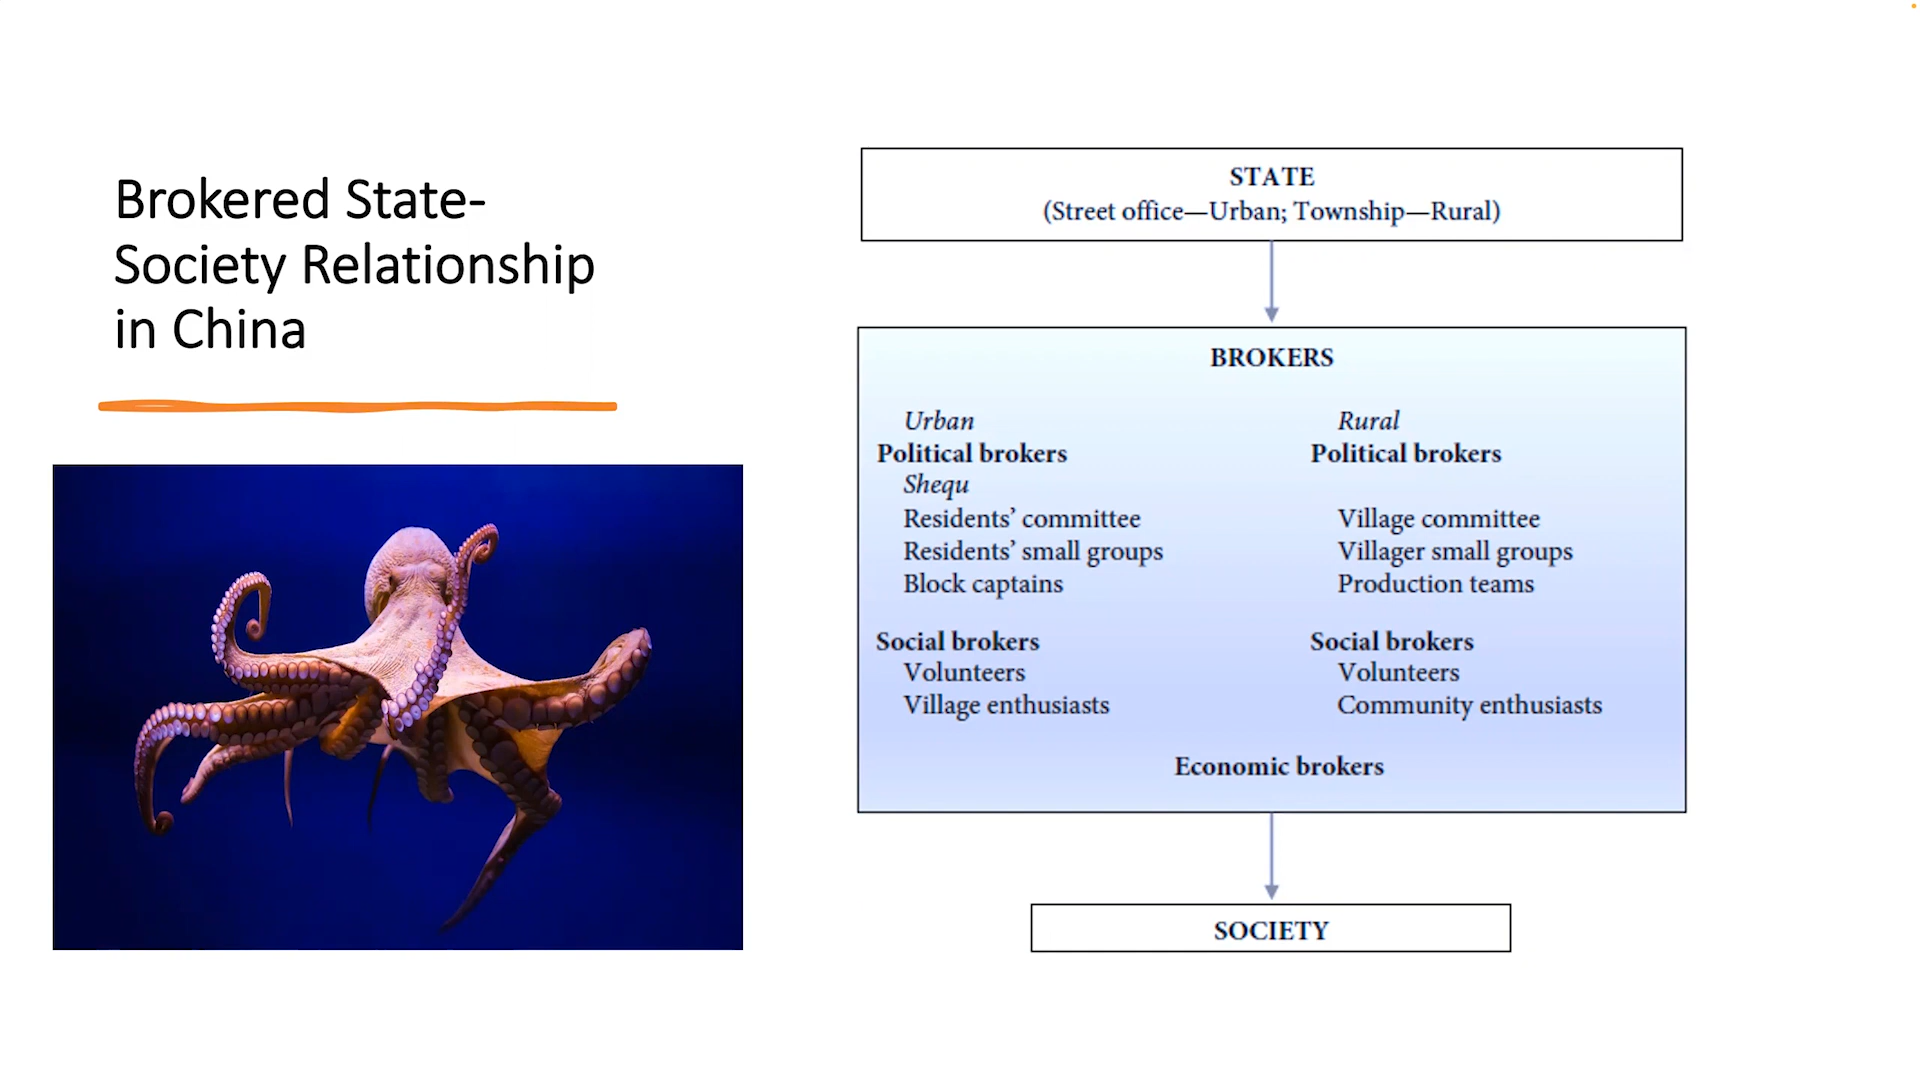 Brokered State-
Society Relationship
in China
STATE
(Street office—Urban; Township—Rural)
BROKERS
Urban
Political brokers
Shequ
Residents’ committee
Residents’ small groups
Block captains
Social brokers
Volunteers
Village enthusiasts
Rural
Political brokers
Village committee
Villager small groups
Production teams
Social brokers
Volunteers
Community enthusiasts
Economic brokers
SOCIETY